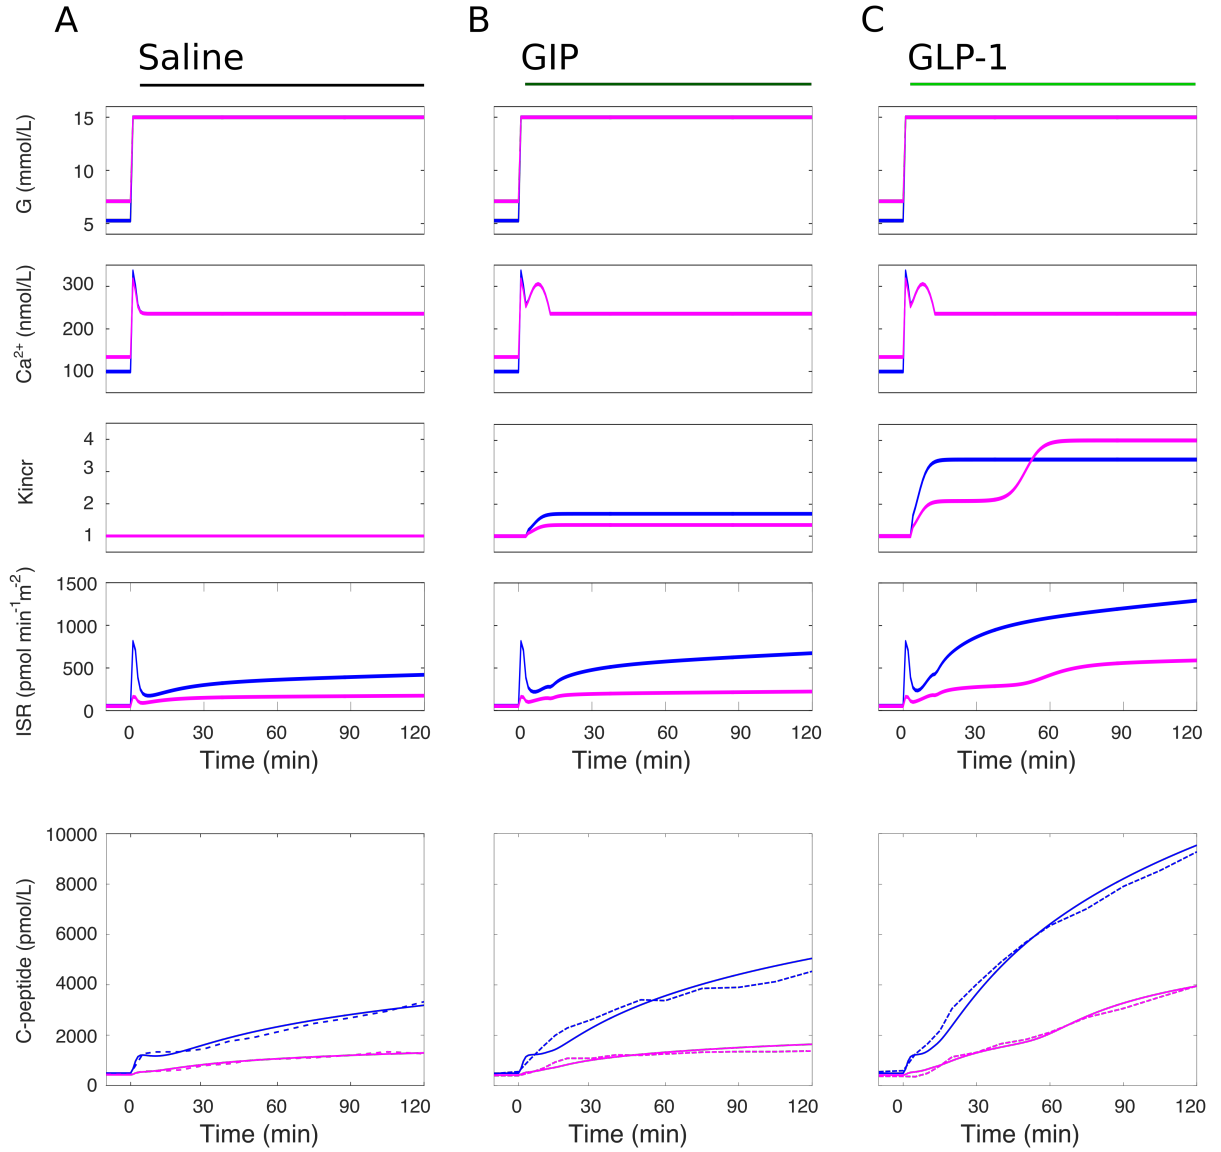 A B C
Saline GIP GLP-1
G (mmol/L)
15
10
5
Ca²⁺ (nmol/L)
300
200
100
Kincr
4
3
2
1
ISR (pmol min⁻¹m⁻²)
1500
1000
500
0
0 30 60 90 120 0 30 60 90 120 0 30 60 90 120
Time (min) Time (min) Time (min)
C-peptide (pmol/L)
10000
8000
6000
4000
2000
0
0 30 60 90 120 0 30 60 90 120 0 30 60 90 120
Time (min) Time (min) Time (min)